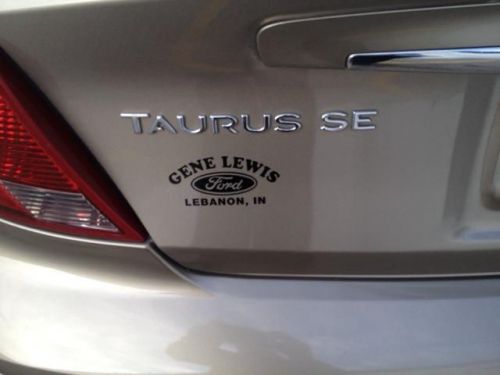 TAURUS SE
GENE LEWIS
Ford
LEBANON, IN